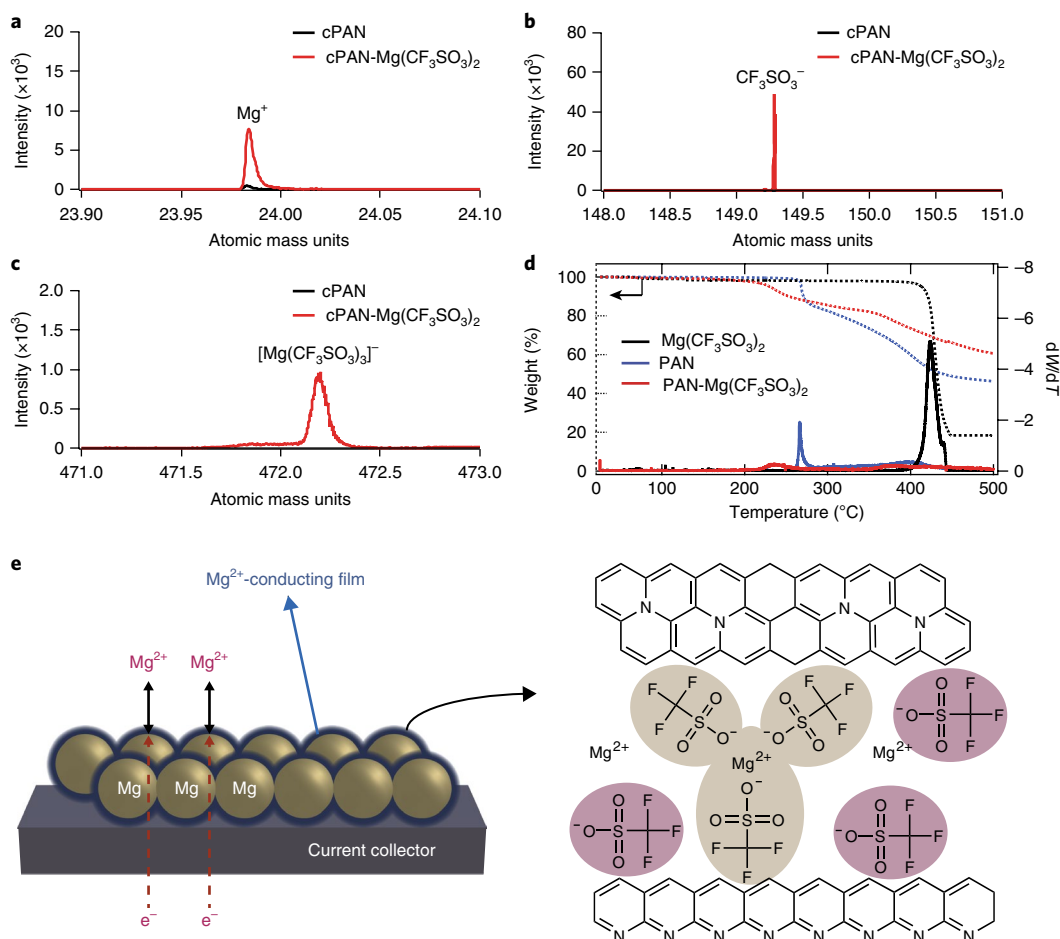 a
20
15
10
5
0
Intensity (×10³)
cPAN
cPAN-Mg(CF₃SO₃)₂
Mg⁺
23.90 23.95 24.00 24.05 24.10
Atomic mass units
b
80
60
40
20
0
Intensity (×10³)
cPAN
cPAN-Mg(CF₃SO₃)₂
CF₃SO₃⁻
148.0 148.5 149.0 149.5 150.0 150.5 151.0
Atomic mass units
c
2.0
1.5
1.0
0.5
0
Intensity (×10³)
cPAN
cPAN-Mg(CF₃SO₃)₂
[Mg(CF₃SO₃)₃]⁻
471.0 471.5 472.0 472.5 473.0
Atomic mass units
d
100
80
60
40
20
0
Weight (%)
Mg(CF₃SO₃)₂
PAN
PAN-Mg(CF₃SO₃)₂
–8
–6
–4
–2
0
dW/dT
0 100 200 300 400 500
Temperature (°C)
e
Mg²⁺-conducting film
Mg²⁺ Mg²⁺
Mg Mg Mg
Current collector
e⁻ e⁻
N N
N N
F F
F O
S
O O⁻
F F
O F
S
⁻O O
O F
⁻O S F
O F
Mg²⁺ Mg²⁺ Mg²⁺
O⁻
O S O
F F
F
O F
⁻O S F
O F
O F
⁻O S F
O F
N N N N N N N N